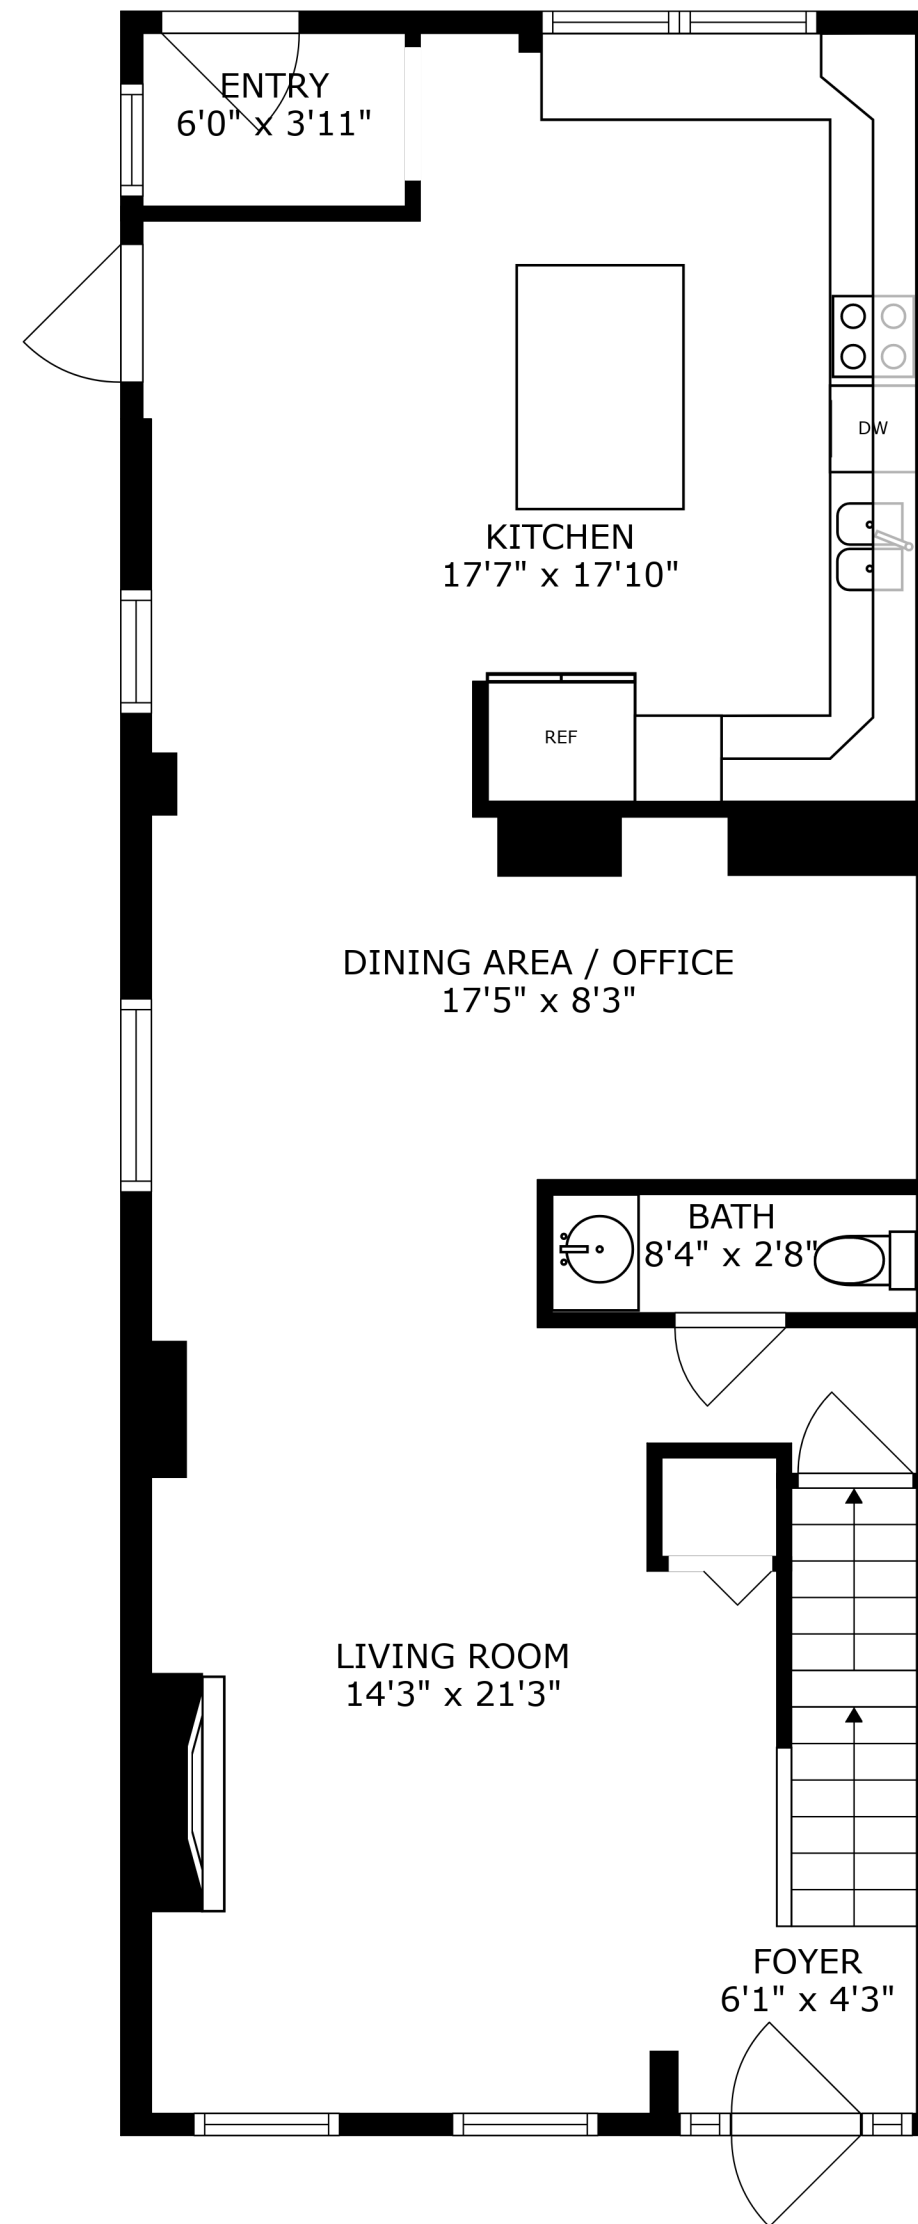 ENTRY
6'0" x 3'11"
DW
KITCHEN
17'7" x 17'10"
REF
DINING AREA / OFFICE
17'5" x 8'3"
BATH
8'4" x 2'8"
LIVING ROOM
14'3" x 21'3"
FOYER
6'1" x 4'3"